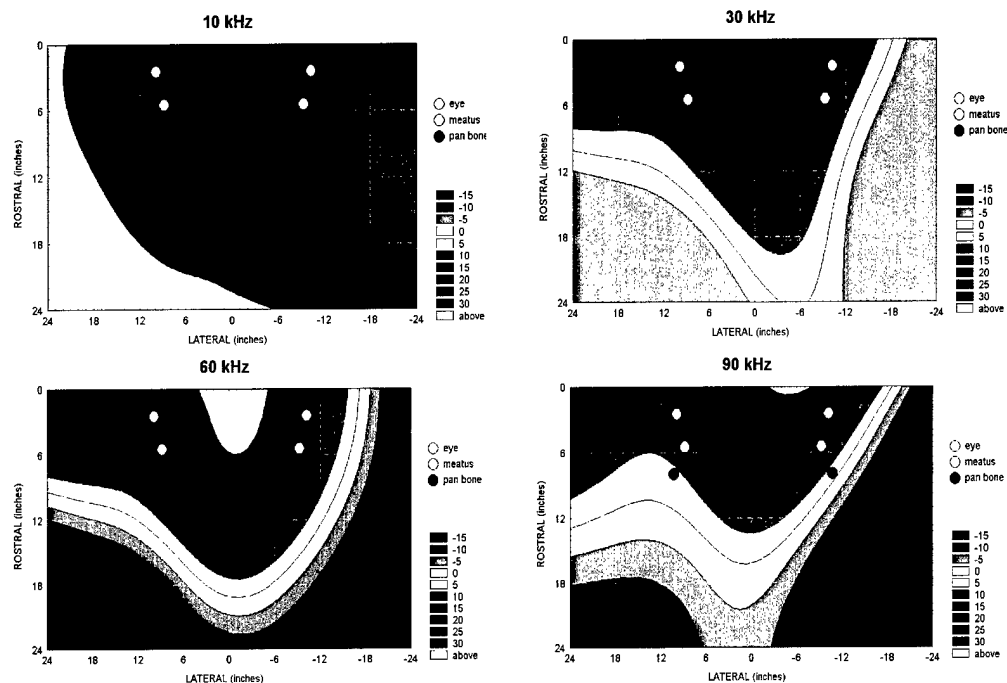 10 kHz
0
6
12
18
24
24 18 12 6 0 -6 -12 -18 -24
ROSTRAL (inches)
LATERAL (inches)
eye
meatus
pan bone
-15
-10
-5
0
5
10
15
20
25
30
above
30 kHz
0
6
12
18
24
24 18 12 6 0 -6 -12 -18 -24
ROSTRAL (inches)
LATERAL (inches)
eye
meatus
pan bone
-15
-10
-5
0
5
10
15
20
25
30
above
60 kHz
0
6
12
18
24
24 18 12 6 0 -6 -12 -18 -24
ROSTRAL (inches)
LATERAL (inches)
eye
meatus
pan bone
-15
-10
-5
0
5
10
15
20
25
30
above
90 kHz
0
6
12
18
24
24 18 12 6 0 -6 -12 -18 -24
ROSTRAL (inches)
LATERAL (inches)
eye
meatus
pan bone
-15
-10
-5
0
5
10
15
20
25
30
above